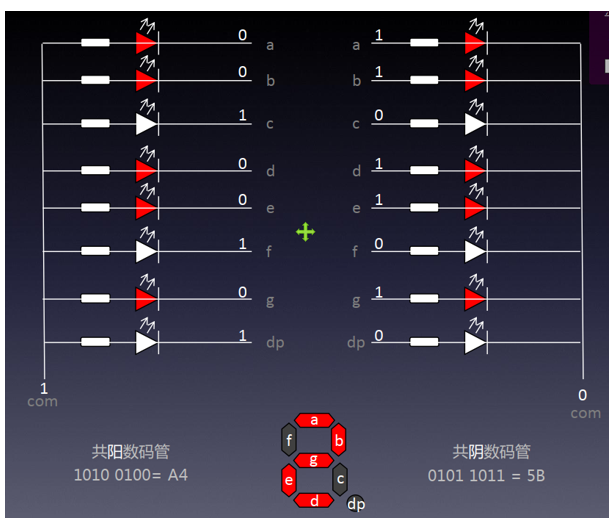 0 a 1
a
0 b 1
b
1 c 0
c
0 d 1
d
0 e 1
e
1 f 0
f
0 g 1
g
1 dp 0
dp
1
com
0
com
a
f b
g
e c
d
dp
共阳数码管
1010 0100= A4
共阴数码管
0101 1011 = 5B